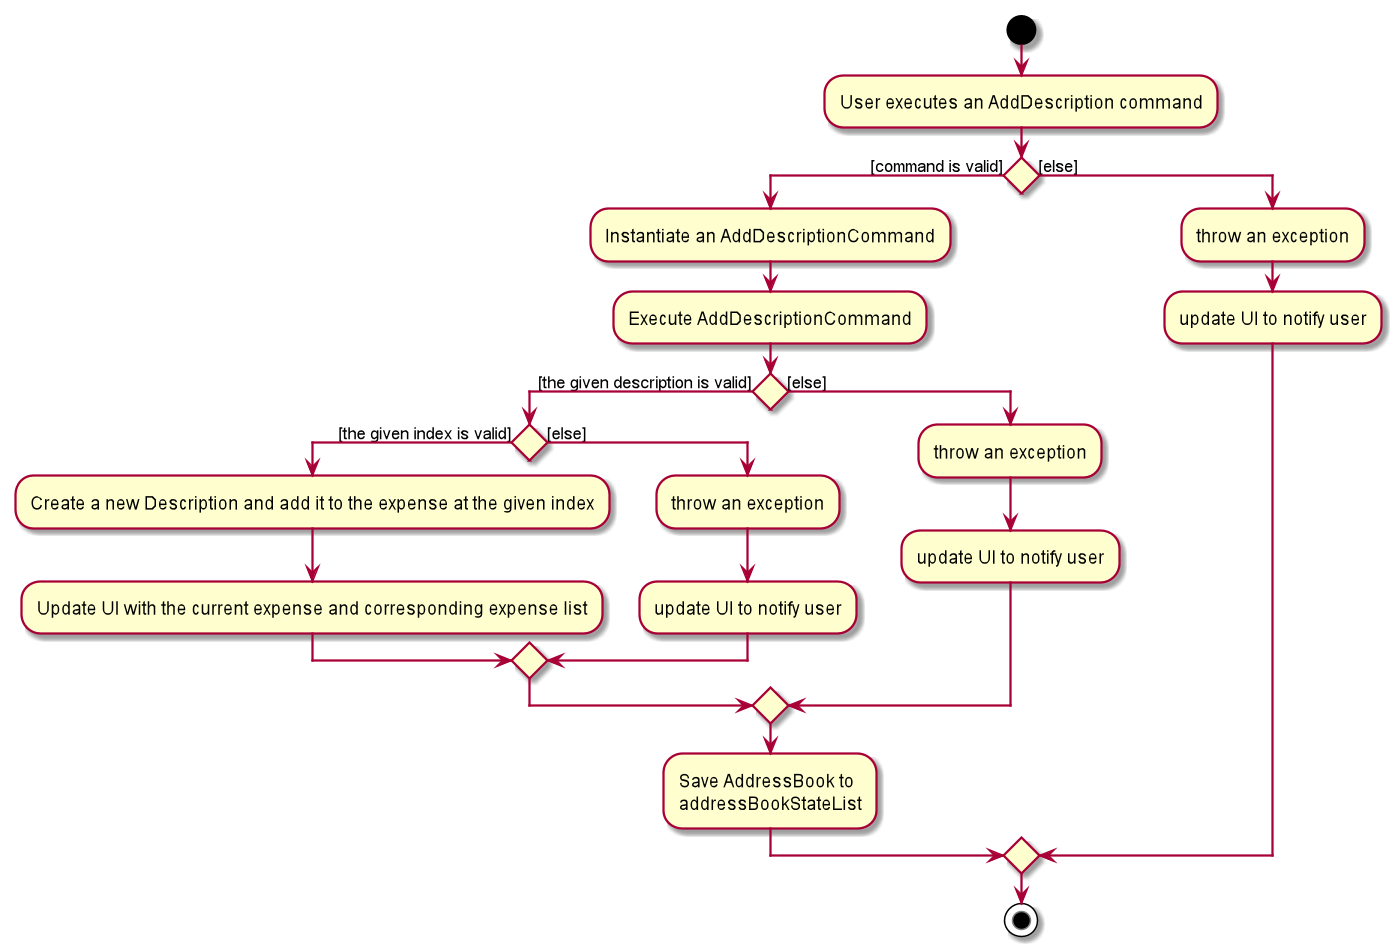 User executes an AddDescription command
[command is valid]
[else]
Instantiate an AddDescriptionCommand
throw an exception
Execute AddDescriptionCommand
update UI to notify user
[the given description is valid]
[else]
[the given index is valid]
[else]
throw an exception
Create a new Description and add it to the expense at the given index
throw an exception
update UI to notify user
Update UI with the current expense and corresponding expense list
update UI to notify user
Save AddressBook to
addressBookStateList